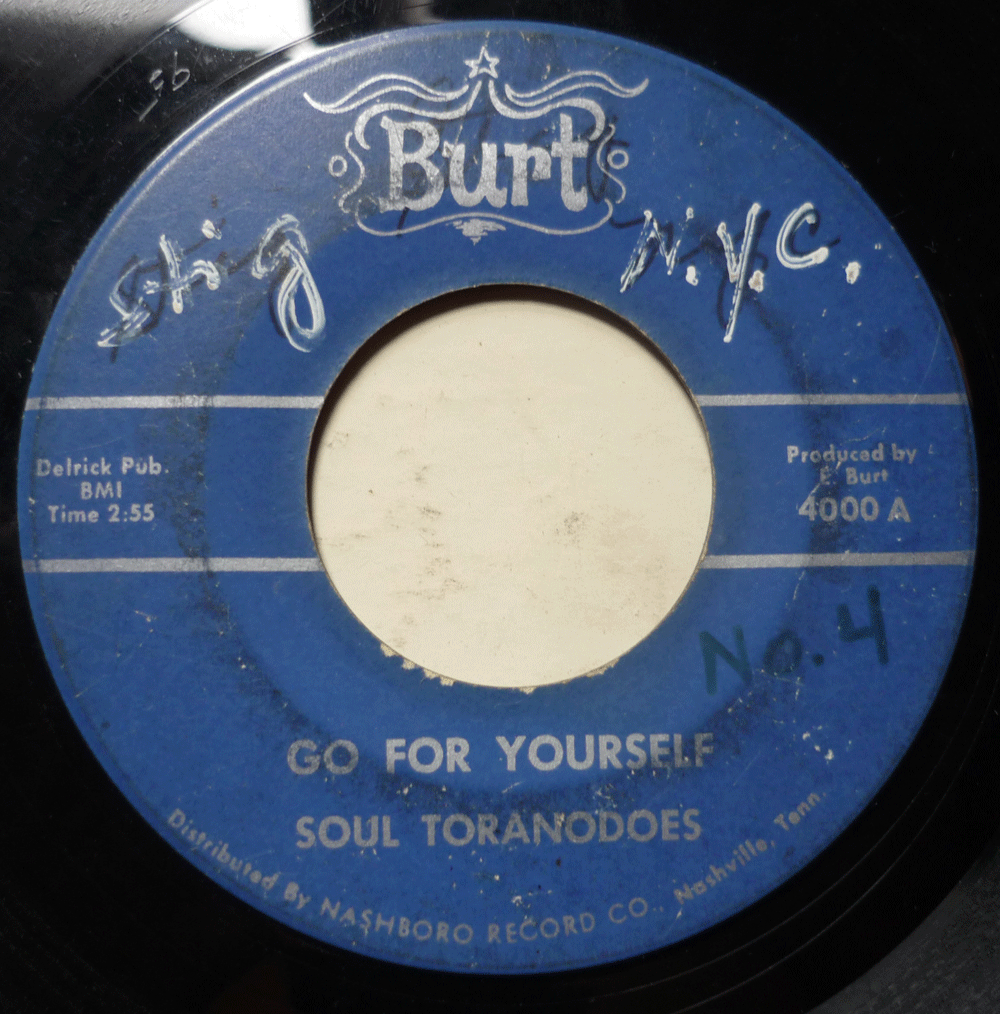 Burt
N.Y.C.
Delrick Pub.
BMI
Time 2:55
Produced by
E. Burt
4000 A
No. 4
GO FOR YOURSELF
SOUL TORANODOES
Distributed By NASHBORO RECORD CO., Nashville, Tenn.